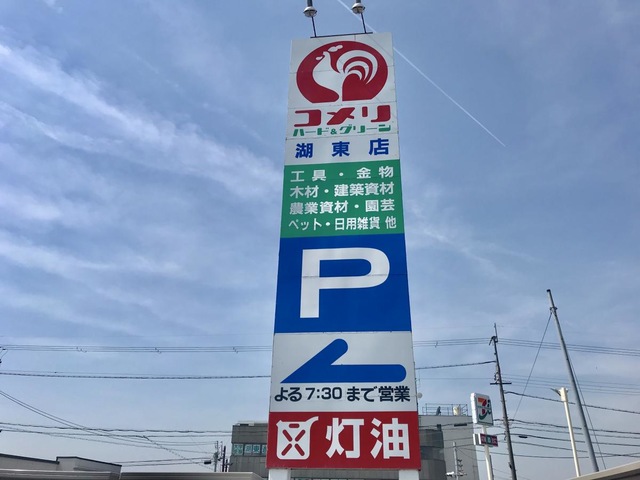 コメリ
ハード&グリーン
湖東店
工具・金物
木材・建築資材
農業資材・園芸
ペット・日用雑貨 他
P
よる7:30まで営業
灯油